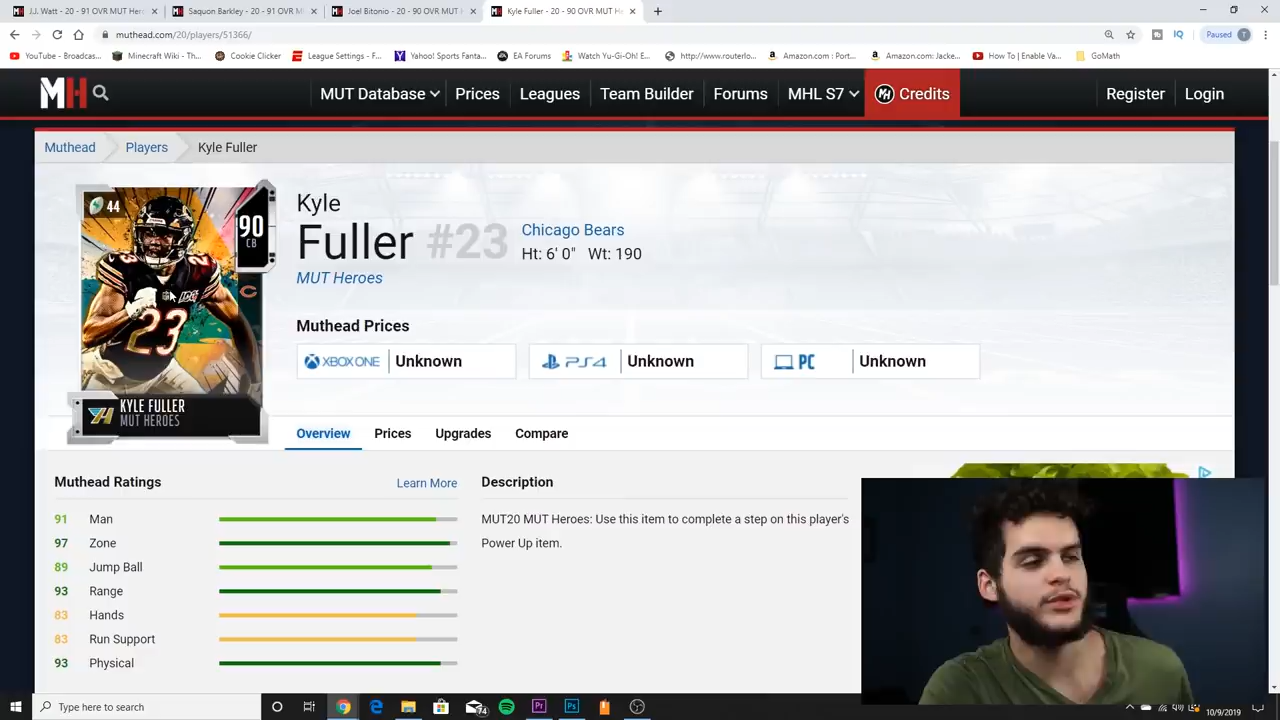 J.J. Watt - 20 - 91 OVR MUT Her
Saquon Barkley - 20 - 91 OVR M
Joel Bitonio - 20 - 90 OVR MUT
Kyle Fuller - 20 - 90 OVR MUT He
muthead.com/20/players/51366/
IQ
Paused
T
YouTube - Broadcas...
Minecraft Wiki - Th...
Cookie Clicker
League Settings - F...
Yahoo! Sports Fanta...
EA Forums
Watch Yu-Gi-Oh! E...
http://www.routerlo...
Amazon.com : Port...
Amazon.com: Jacke...
How To | Enable Va...
GoMath
MH
MUT Database
Prices
Leagues
Team Builder
Forums
MHL S7
MH Credits
Register
Login
Muthead
Players
Kyle Fuller
44
90
CB
23
KYLE FULLER
MUT HEROES
Kyle
Fuller #23
Chicago Bears
Ht: 6' 0" Wt: 190
MUT Heroes
Muthead Prices
XBOX ONE Unknown
PS4 Unknown
PC Unknown
Overview
Prices
Upgrades
Compare
Muthead Ratings
Learn More
91 Man
97 Zone
89 Jump Ball
93 Range
83 Hands
83 Run Support
93 Physical
Description
MUT20 MUT Heroes: Use this item to complete a step on this player's
Power Up item.
Type here to search
74
Pr
Ps
10/9/2019